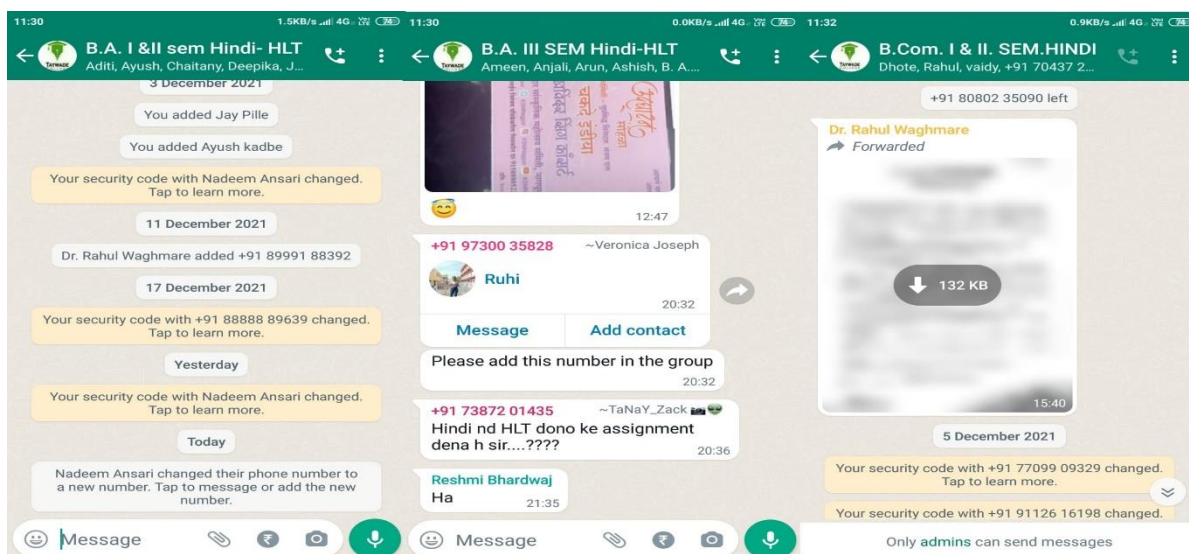 11:30
1.5KB/s 4G
B.A. I &II sem Hindi- HLT
Aditi, Ayush, Chaitany, Deepika, J...
3 December 2021
You added Jay Pille
You added Ayush kadbe
Your security code with Nadeem Ansari changed.
Tap to learn more.
11 December 2021
Dr. Rahul Waghmare added +91 89991 88392
17 December 2021
Your security code with +91 88888 89639 changed.
Tap to learn more.
Yesterday
Your security code with Nadeem Ansari changed.
Tap to learn more.
Today
Nadeem Ansari changed their phone number to
a new number. Tap to message or add the new
number.
Message
11:30
0.0KB/s 4G
B.A. III SEM Hindi-HLT
Ameen, Anjali, Arun, Ashish, B. A....
12:47
+91 97300 35828 ~Veronica Joseph
Ruhi
20:32
Message Add contact
Please add this number in the group
20:32
+91 73872 01435 ~TaNaY_Zack
Hindi nd HLT dono ke assignment
dena h sir....????
20:36
Reshmi Bhardwaj
Ha
21:35
Message
11:32
0.9KB/s 4G
B.Com. I & II. SEM.HINDI
Dhote, Rahul, vaidy, +91 70437 2...
+91 80802 35090 left
Dr. Rahul Waghmare
Forwarded
132 KB
15:40
5 December 2021
Your security code with +91 77099 09329 changed.
Tap to learn more.
Your security code with +91 91126 16198 changed.
Only admins can send messages